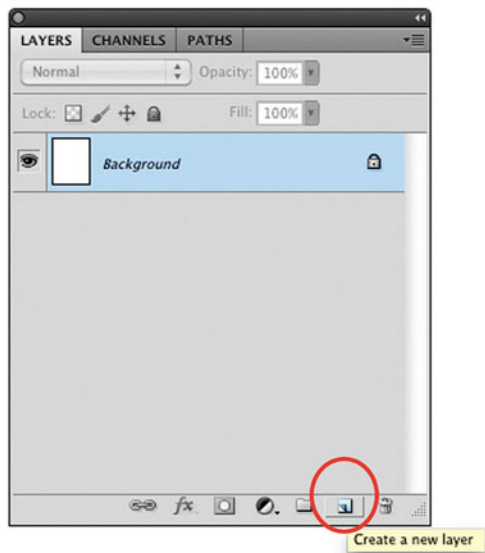 LAYERS CHANNELS PATHS
Normal Opacity: 100%
Lock: Fill: 100%
Background
fx.
Create a new layer